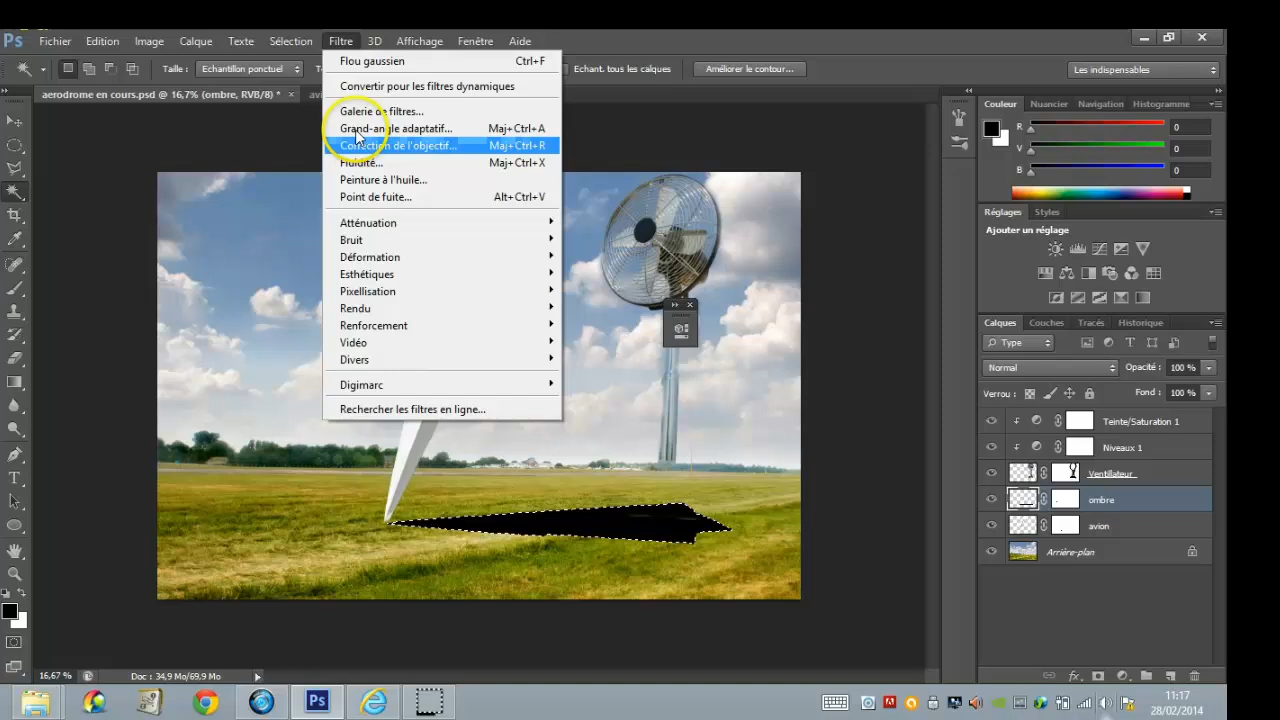 Ps Fichier Edition Image Calque Texte Sélection Filtre 3D Affichage Fenêtre Aide
Taille : Echantillon ponctuel Echant. tous les calques Améliorer le contour... Les indispensables
aerodrome en cours.psd @ 16,7% (ombre, RVB/8) * ×
Flou gaussien Ctrl+F
Convertir pour les filtres dynamiques
Galerie de filtres...
Grand-angle adaptatif... Maj+Ctrl+A
Correction de l'objectif... Maj+Ctrl+R
Fluidité... Maj+Ctrl+X
Peinture à l'huile...
Point de fuite... Alt+Ctrl+V
Atténuation
Bruit
Déformation
Esthétiques
Pixellisation
Rendu
Renforcement
Vidéo
Divers
Digimarc
Rechercher les filtres en ligne...
Couleur Nuancier Navigation Histogramme
R 0
V 0
B 0
Réglages Styles
Ajouter un réglage
Calques Couches Tracés Historique
Type
Normal Opacité : 100 %
Verrou : Fond : 100 %
Teinte/Saturation 1
Niveaux 1
Ventillateur
ombre
avion
Arrière-plan
16,67 % Doc : 34,9 Mo/69,9 Mo
Ps
11:17
28/02/2014